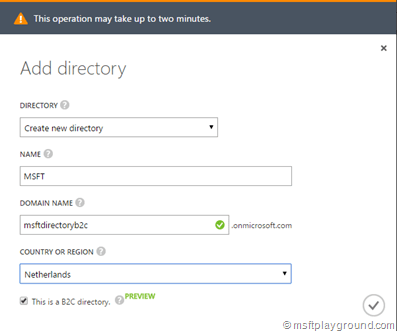 This operation may take up to two minutes.
Add directory
DIRECTORY
Create new directory
NAME
MSFT
DOMAIN NAME
msftdirectoryb2c .onmicrosoft.com
COUNTRY OR REGION
Netherlands
This is a B2C directory. PREVIEW
© msftplayground.com